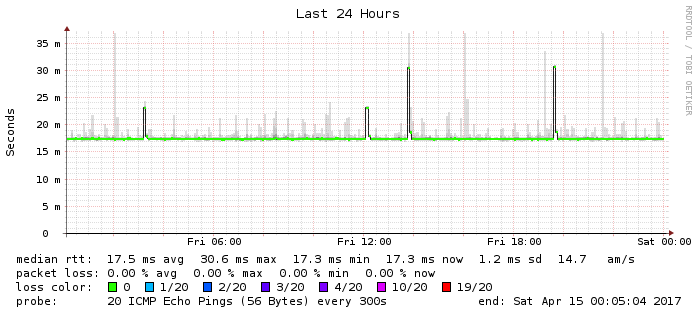 Last 24 Hours
RRDTOOL / TOBI OETIKER
Seconds
35 m
30 m
25 m
20 m
15 m
10 m
5 m
0
Fri 06:00 Fri 12:00 Fri 18:00 Sat 00:00
median rtt: 17.5 ms avg 30.6 ms max 17.3 ms min 17.3 ms now 1.2 ms sd 14.7 am/s
packet loss: 0.00 % avg 0.00 % max 0.00 % min 0.00 % now
loss color: 0 1/20 2/20 3/20 4/20 10/20 19/20
probe: 20 ICMP Echo Pings (56 Bytes) every 300s end: Sat Apr 15 00:05:04 2017